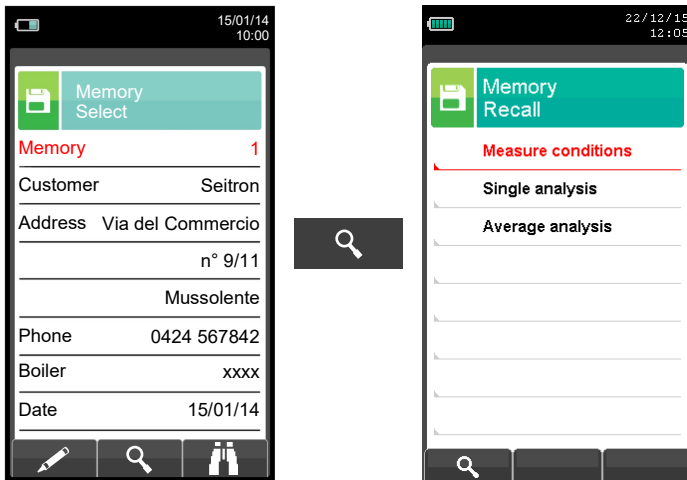 15/01/14
10:00
Memory
Select
Memory 1
Customer Seitron
Address Via del Commercio
n° 9/11
Mussolente
Phone 0424 567842
Boiler xxxx
Date 15/01/14
22/12/15
12:05
Memory
Recall
Measure conditions
Single analysis
Average analysis